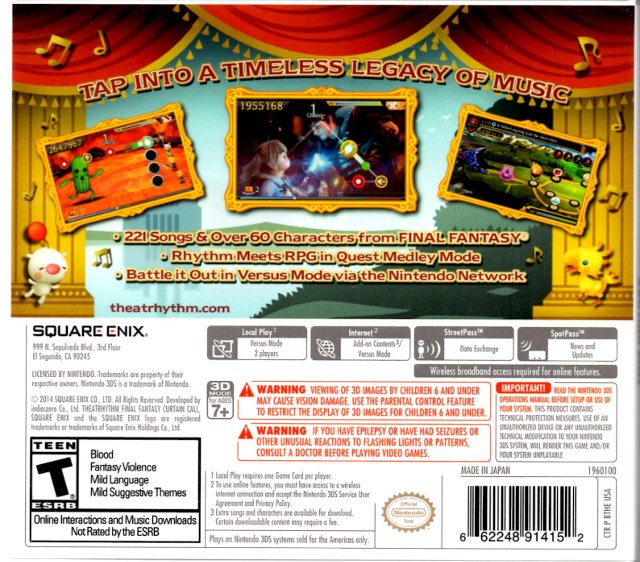 TAP INTO A TIMELESS LEGACY OF MUSIC
2647967
1955168
1
Chain
2
• 221 Songs & Over 60 Characters from FINAL FANTASY®
• Rhythm Meets RPG in Quest Medley Mode
• Battle it Out in Versus Mode via the Nintendo Network
theatrhythm.com
SQUARE ENIX®
999 N. Sepulveda Blvd., 3rd Floor
El Segundo, CA 90245
Local Play 1
Versus Mode
2 players
Internet 2
Add-on Contents 3/
Versus Mode
StreetPass™
Data Exchange
SpotPass™
News and
Updates
Wireless broadband access required for online features.
LICENSED BY NINTENDO. Trademarks are property of their
respective owners. Nintendo 3DS is a trademark of Nintendo.
© 2014 SQUARE ENIX CO., LTD. All Rights Reserved. Developed by
indieszero Co., Ltd. THEATRHYTHM FINAL FANTASY CURTAIN CALL,
SQUARE ENIX and the SQUARE ENIX logo are registered
trademarks or trademarks of Square Enix Holdings Co., Ltd.
3D
MODE
for AGES
7+
WARNING VIEWING OF 3D IMAGES BY CHILDREN 6 AND UNDER
MAY CAUSE VISION DAMAGE. USE THE PARENTAL CONTROL FEATURE
TO RESTRICT THE DISPLAY OF 3D IMAGES FOR CHILDREN 6 AND UNDER.
WARNING IF YOU HAVE EPILEPSY OR HAVE HAD SEIZURES OR
OTHER UNUSUAL REACTIONS TO FLASHING LIGHTS OR PATTERNS,
CONSULT A DOCTOR BEFORE PLAYING VIDEO GAMES.
IMPORTANT! READ THE NINTENDO 3DS
OPERATIONS MANUAL BEFORE SETUP OR USE OF
YOUR SYSTEM. THIS PRODUCT CONTAINS
TECHNICAL PROTECTION MEASURES. USE OF AN
UNAUTHORIZED DEVICE OR ANY UNAUTHORIZED
TECHNICAL MODIFICATION TO YOUR NINTENDO
3DS SYSTEM, WILL RENDER THIS GAME AND/OR
YOUR SYSTEM UNPLAYABLE.
TEEN
T
ESRB
Blood
Fantasy Violence
Mild Language
Mild Suggestive Themes
Online Interactions and Music Downloads
Not Rated by the ESRB
1 Local Play requires one Game Card per player.
2 To use online features, you must have access to a wireless
internet connection and accept the Nintendo 3DS Service User
Agreement and Privacy Policy.
3 Extra songs and characters are available for download.
Certain downloadable content may require a fee.
Plays on Nintendo 3DS systems sold for the Americas only.
Official
Nintendo
Seal
MADE IN JAPAN
1960100
6 62248 91415 2
CTR P BTHE USA